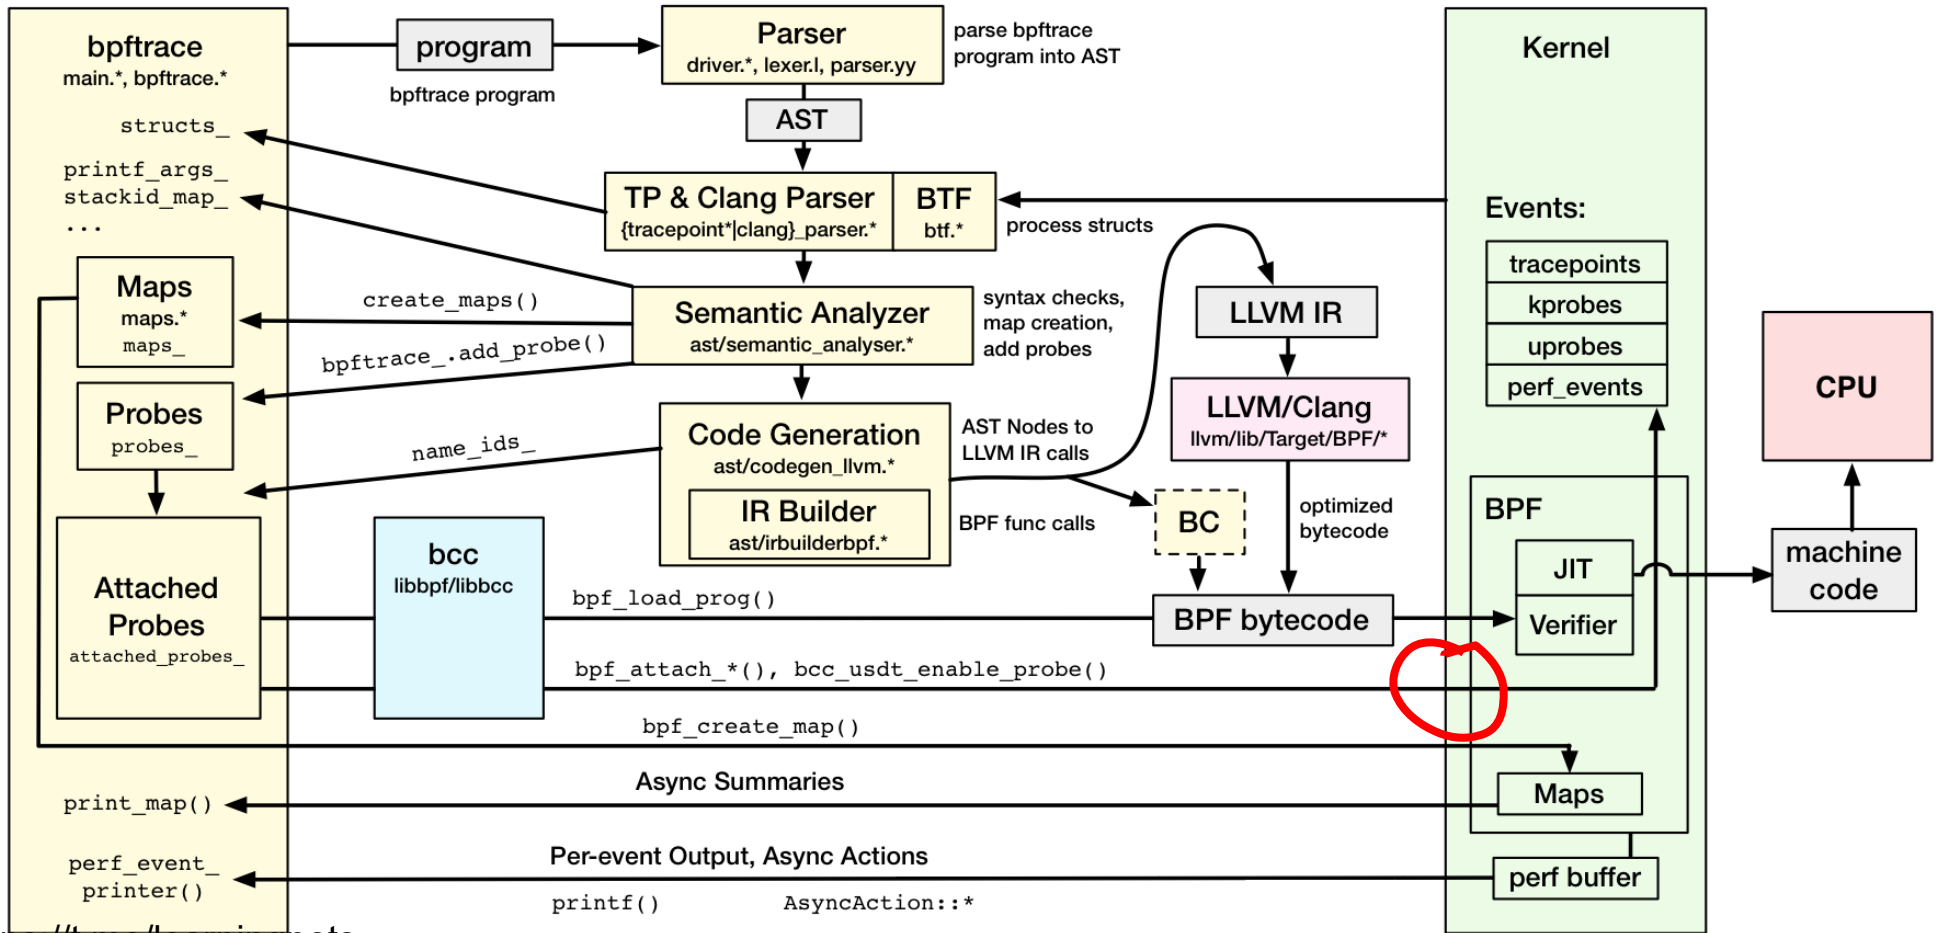 bpftrace
main.*, bpftrace.*
structs_
printf_args_
stackid_map_
...
Maps
maps.*
maps_
Probes
probes_
Attached
Probes
attached_probes_
print_map()
perf_event_
printer()
program
bpftrace program
Parser
driver.*, lexer.l, parser.yy
parse bpftrace
program into AST
AST
TP & Clang Parser
{tracepoint*|clang}_parser.*
BTF
btf.*
process structs
create_maps()
bpftrace_.add_probe()
Semantic Analyzer
ast/semantic_analyser.*
syntax checks,
map creation,
add probes
name_ids_
Code Generation
ast/codegen_llvm.*
IR Builder
ast/irbuilderbpf.*
AST Nodes to
LLVM IR calls
BPF func calls
LLVM IR
LLVM/Clang
llvm/lib/Target/BPF/*
optimized
bytecode
BC
BPF bytecode
bcc
libbpf/libbcc
bpf_load_prog()
bpf_attach_*(), bcc_usdt_enable_probe()
bpf_create_map()
Async Summaries
Per-event Output, Async Actions
printf()
AsyncAction::*
Kernel
Events:
tracepoints
kprobes
uprobes
perf_events
BPF
JIT
Verifier
Maps
perf buffer
CPU
machine
code